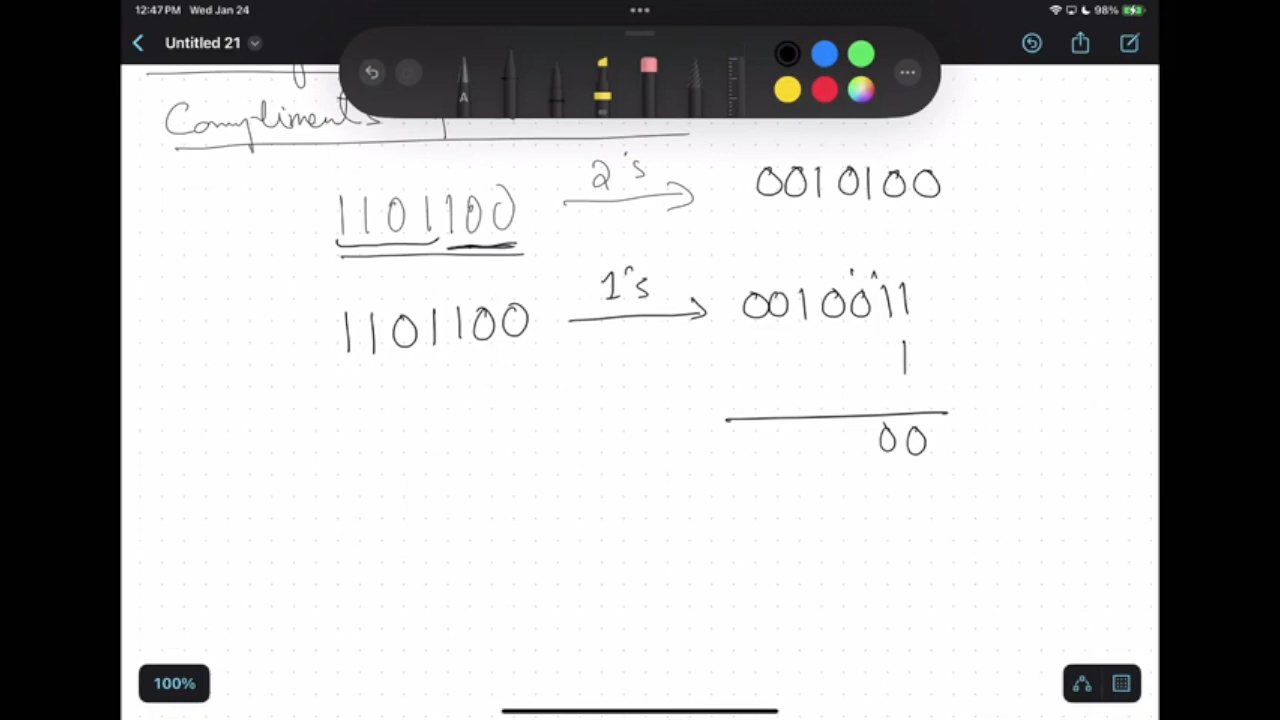 12:47 PM Wed Jan 24 98%
Untitled 21
A
Compliments
1101100 2's 0010100
1101100 1's 0010011
1
00
100%